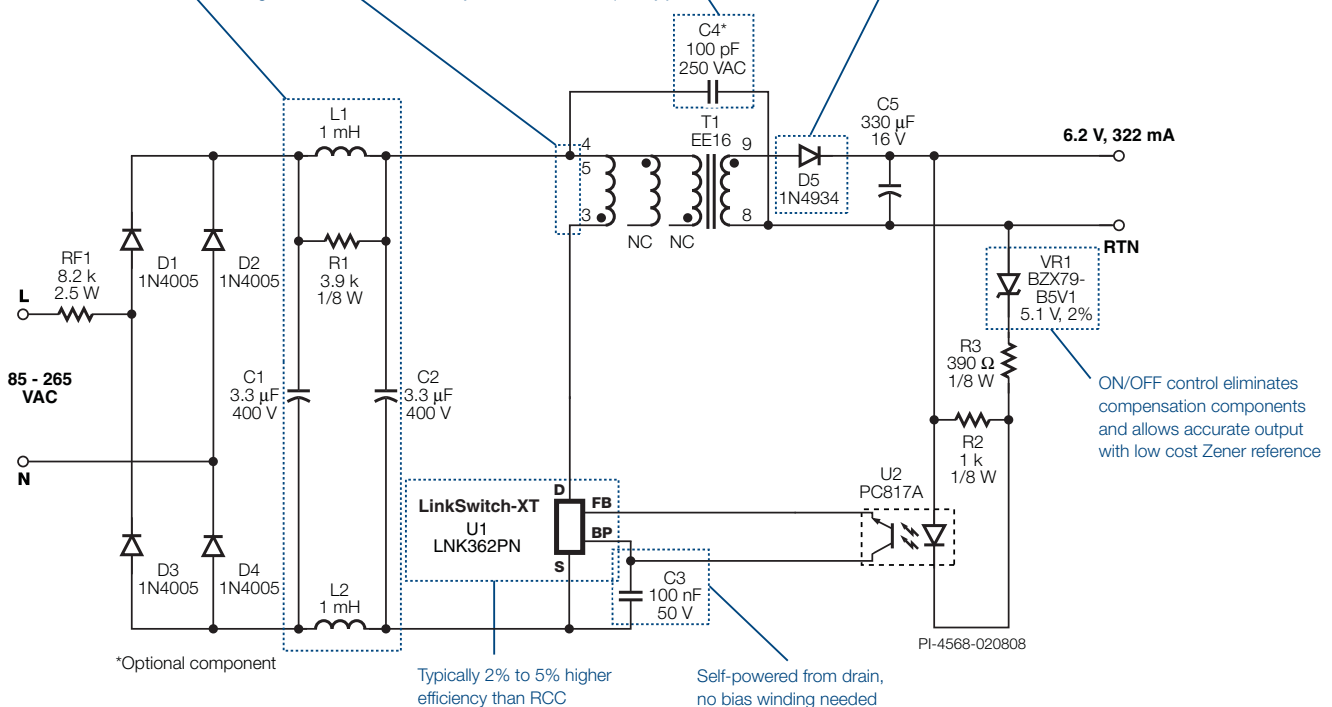 C4*
100 pF
250 VAC
L1
1 mH
T1
EE16
C5
330 µF
16 V
6.2 V, 322 mA
4
5
3
9
8
D5
1N4934
NC
NC
RTN
RF1
8.2 k
2.5 W
D1
1N4005
D2
1N4005
R1
3.9 k
1/8 W
VR1
BZX79-
B5V1
5.1 V, 2%
L
85 - 265
VAC
N
C1
3.3 µF
400 V
C2
3.3 µF
400 V
R3
390 Ω
1/8 W
R2
1 k
1/8 W
ON/OFF control eliminates
compensation components
and allows accurate output
with low cost Zener reference
U2
PC817A
LinkSwitch-XT
U1
LNK362PN
D
FB
BP
S
D3
1N4005
D4
1N4005
L2
1 mH
C3
100 nF
50 V
PI-4568-020808
*Optional component
Typically 2% to 5% higher
efficiency than RCC
Self-powered from drain,
no bias winding needed